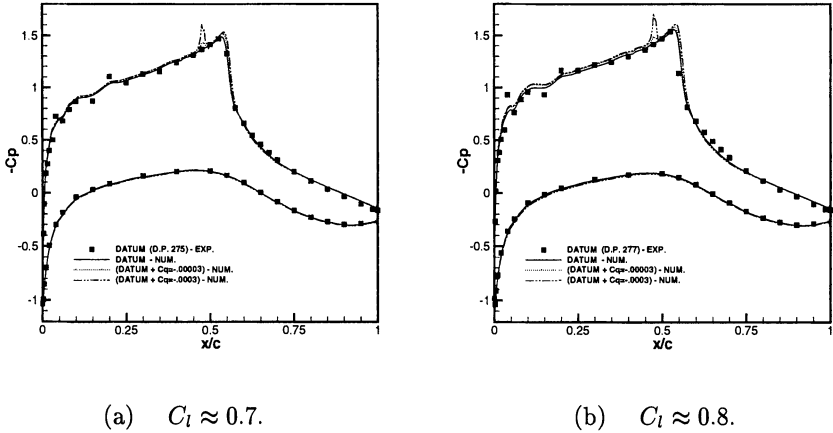 1.5
1
0.5
0
-0.5
-1
-Cp
DATUM (D.P. 275) - EXP.
DATUM - NUM.
(DATUM + Cq=-.00003) - NUM.
(DATUM + Cq=-.0003) - NUM.
0
0.25
0.5
0.75
1
x/c
(a) C_l ≈ 0.7.
1.5
1
0.5
0
-0.5
-1
-Cp
DATUM (D.P. 277) - EXP.
DATUM - NUM.
(DATUM + Cq=-.00003) - NUM.
(DATUM + Cq=-.0003) - NUM.
0
0.25
0.5
0.75
1
x/c
(b) C_l ≈ 0.8.